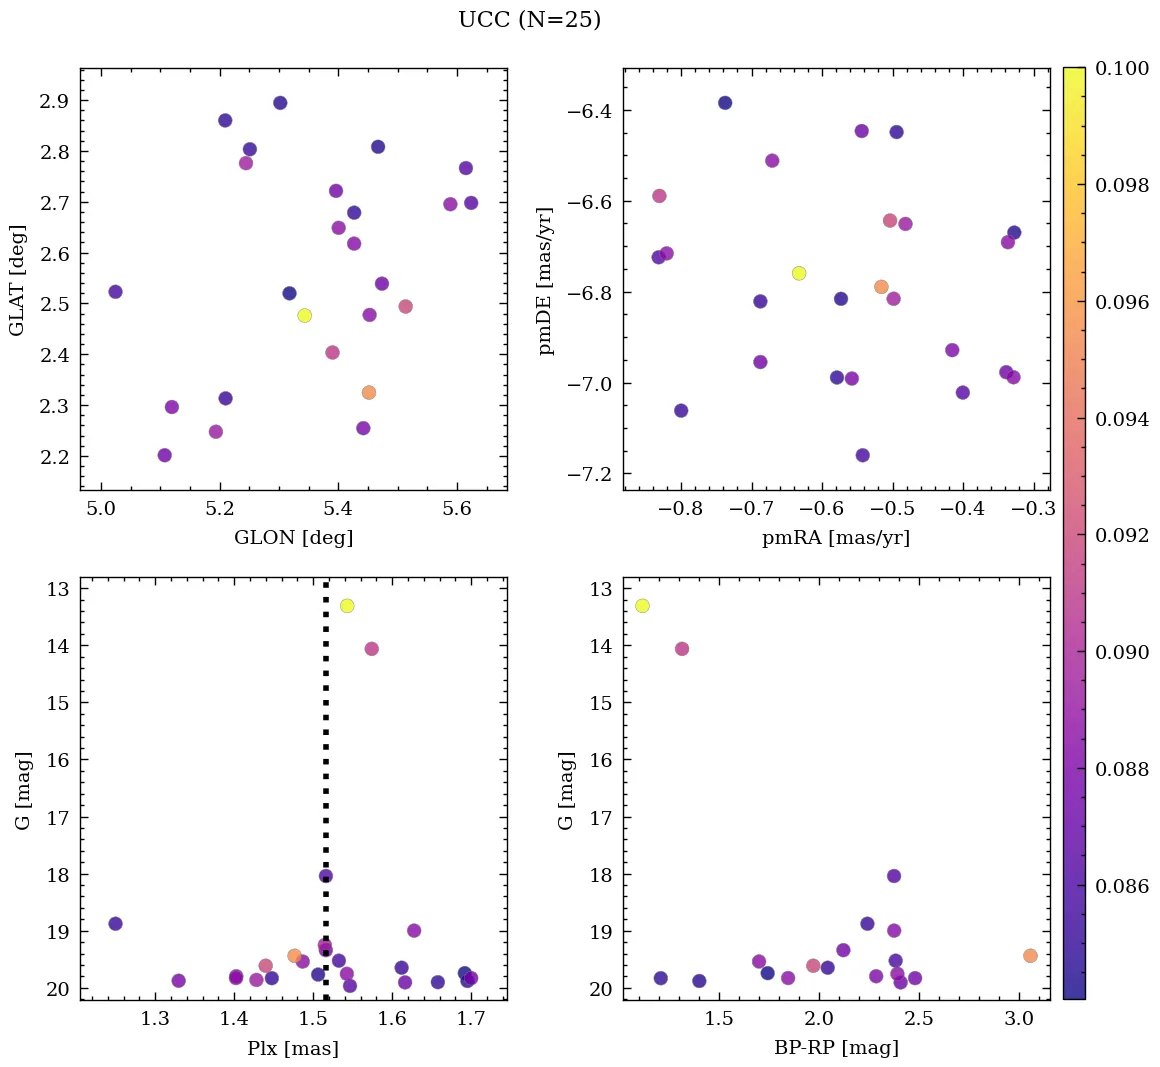 UCC (N=25)
2.9
2.8
2.7
2.6
2.5
2.4
2.3
2.2
GLAT [deg]
5.0 5.2 5.4 5.6
GLON [deg]
−6.4
−6.6
−6.8
−7.0
−7.2
pmDE [mas/yr]
−0.8 −0.7 −0.6 −0.5 −0.4 −0.3
pmRA [mas/yr]
13
14
15
16
17
18
19
20
G [mag]
1.3 1.4 1.5 1.6 1.7
Plx [mas]
13
14
15
16
17
18
19
20
G [mag]
1.5 2.0 2.5 3.0
BP-RP [mag]
0.100
0.098
0.096
0.094
0.092
0.090
0.088
0.086